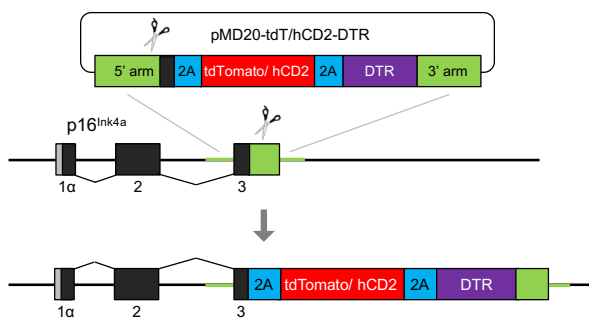 pMD20-tdT/hCD2-DTR
5’ arm 2A tdTomato/ hCD2 2A DTR 3’ arm
p16Ink4a
1α 2 3
2A tdTomato/ hCD2 2A DTR
1α 2 3